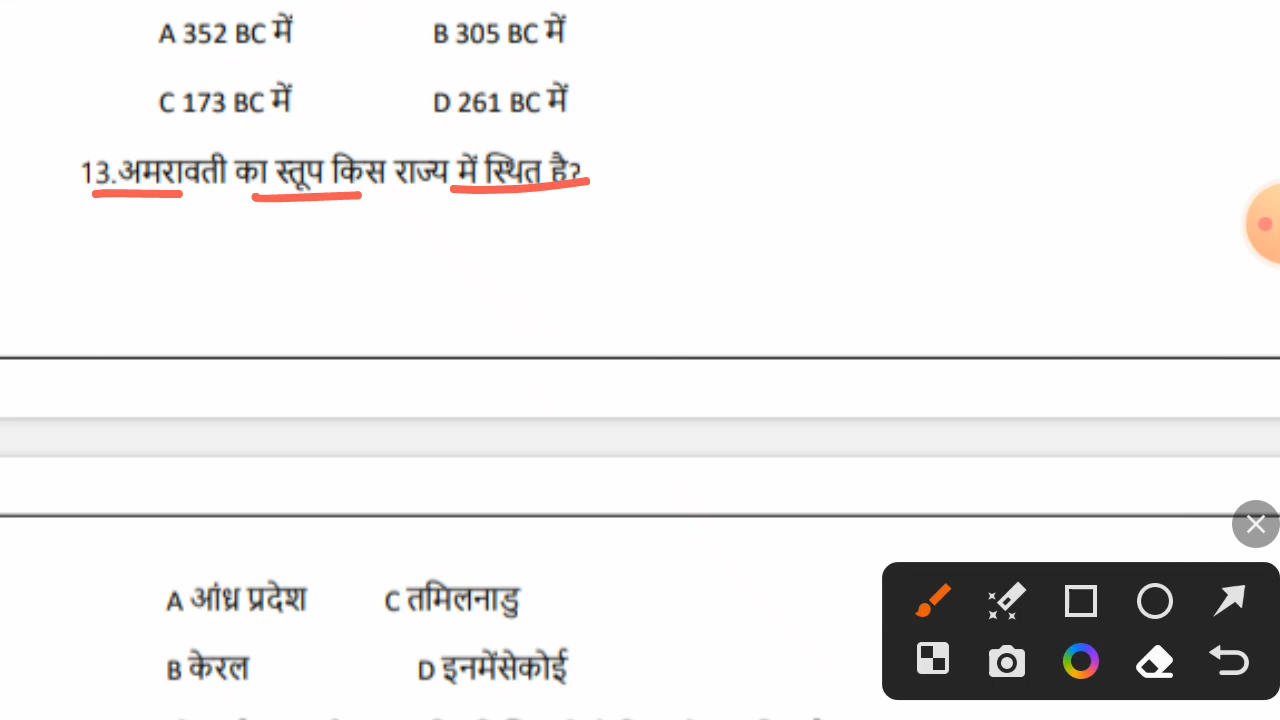 A 352 BC में B 305 BC में
C 173 BC में D 261 BC में
13.अमरावती का स्तूप किस राज्य में स्थित है?
A आंध्र प्रदेश C तमिलनाडु
B केरल D इनमेंसेकोई